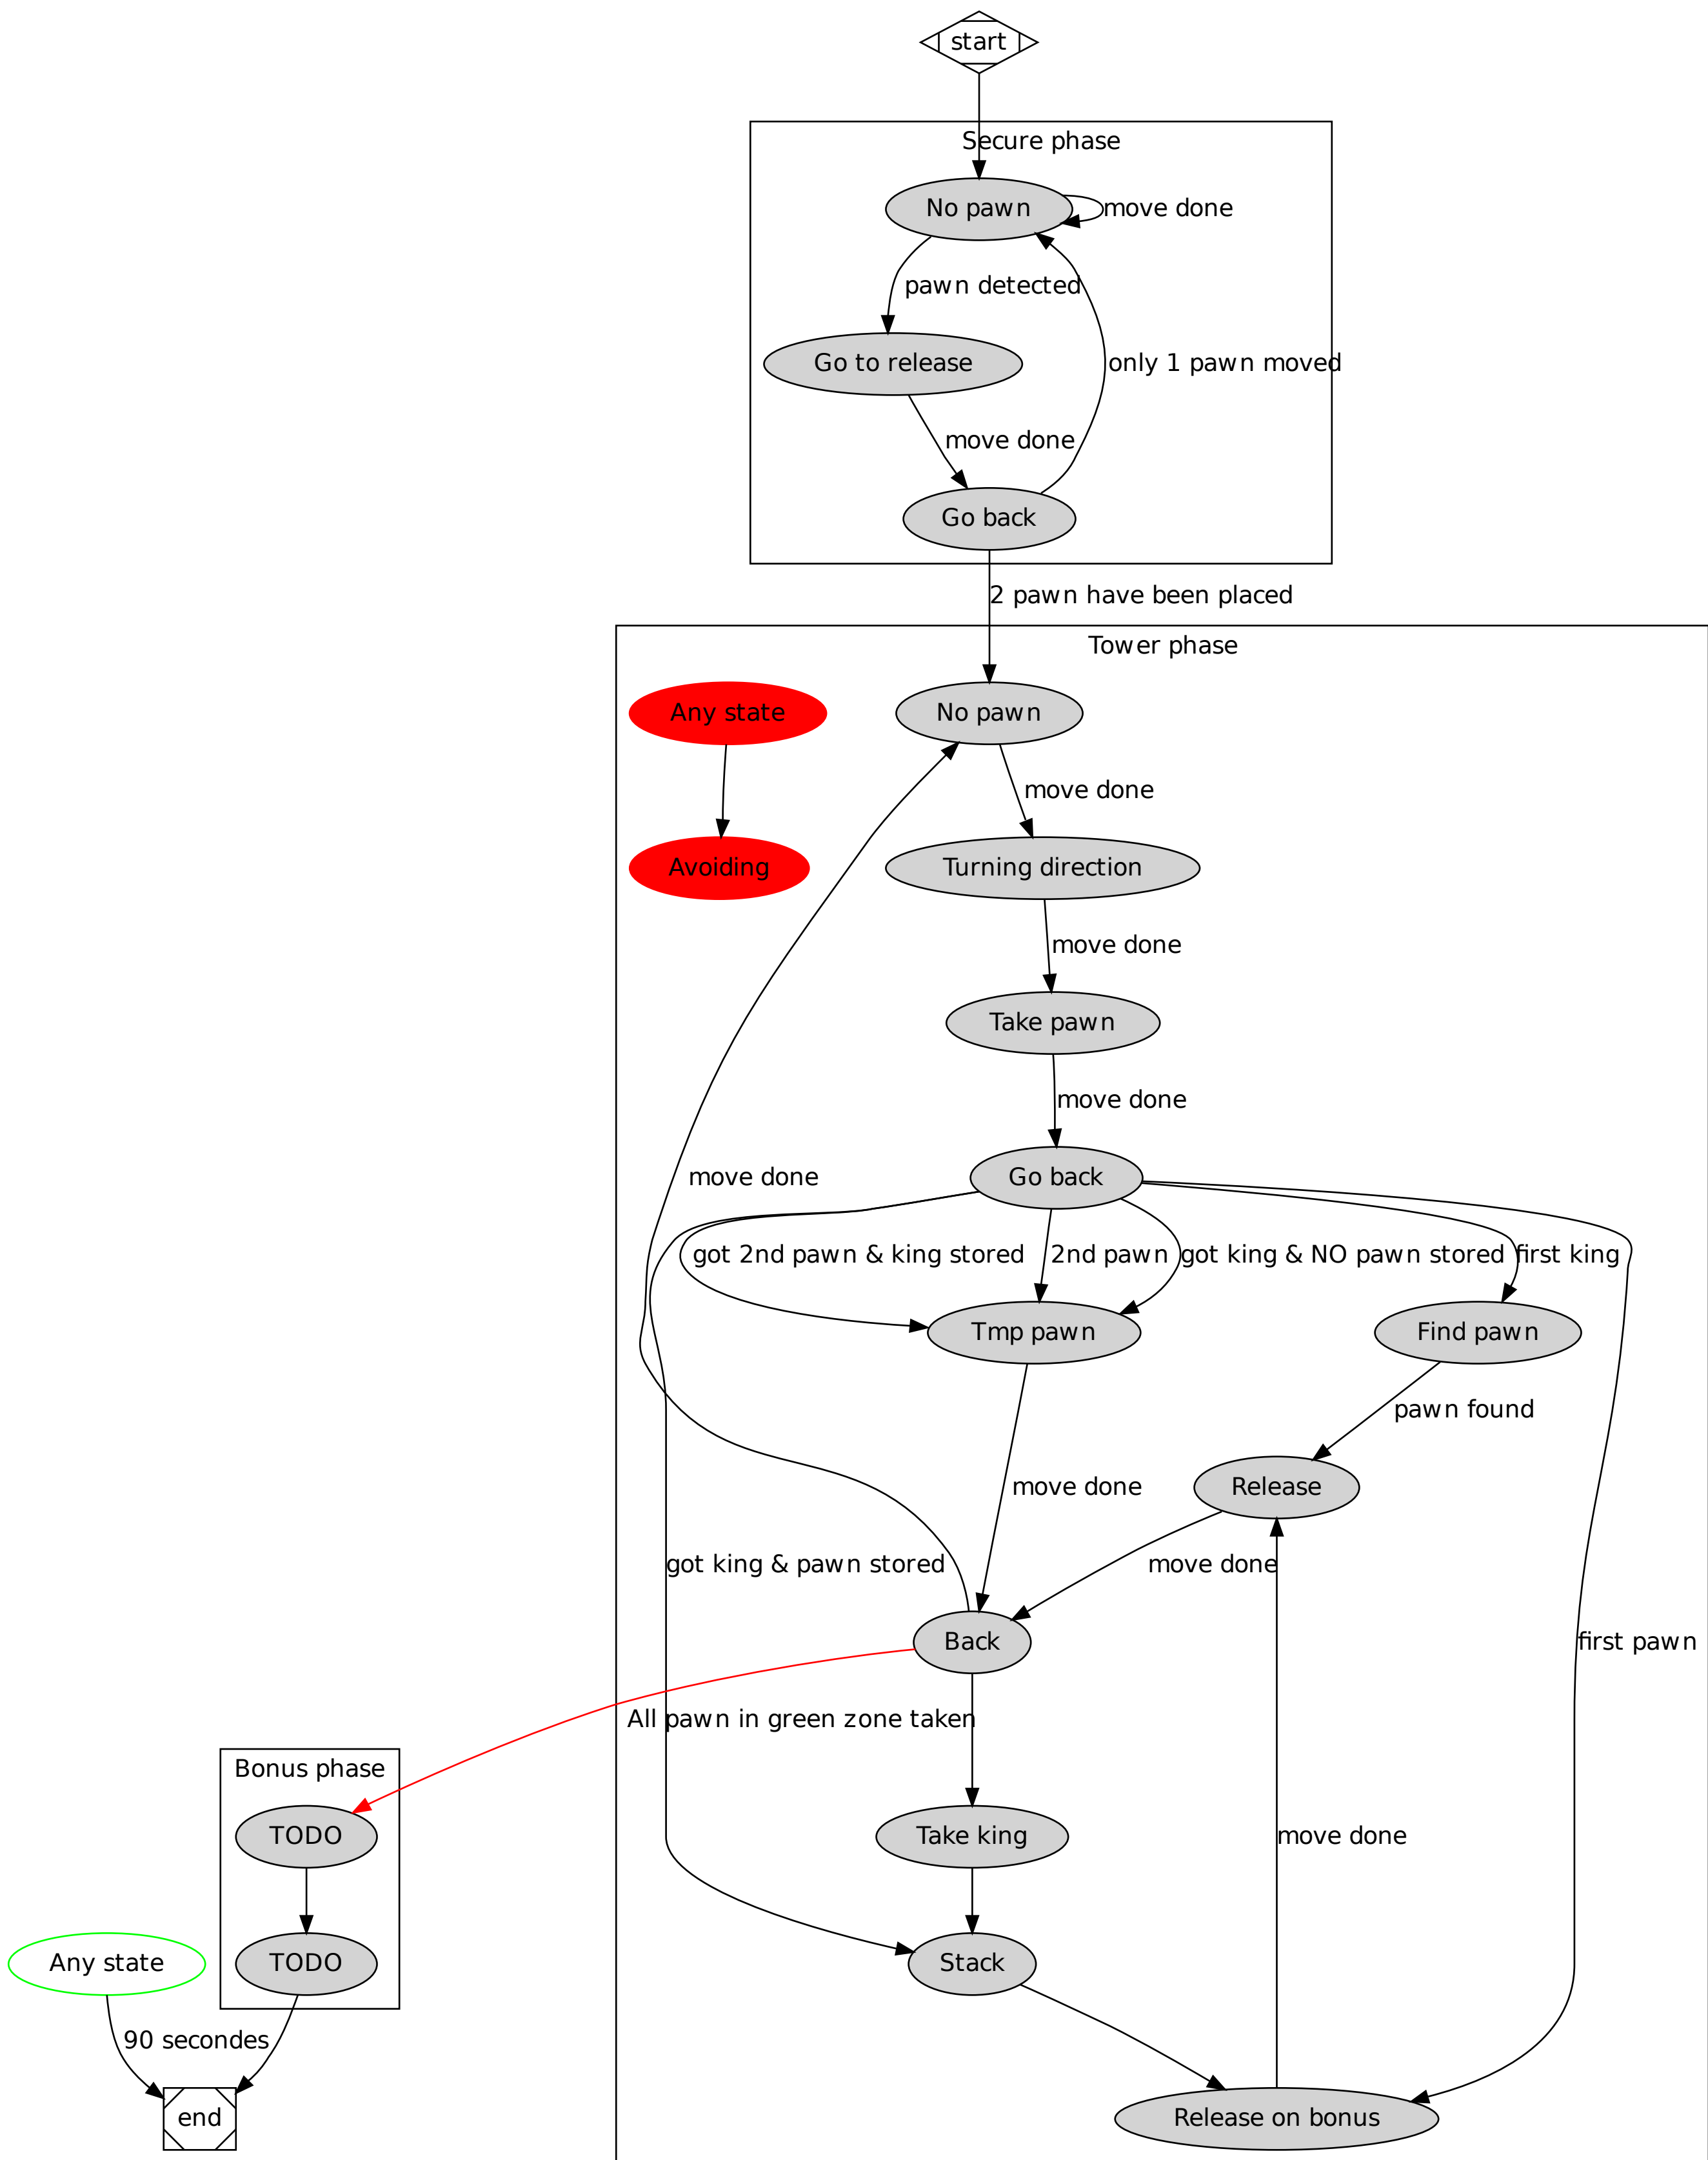 start
Secure phase
No pawn
move done
pawn detected
Go to release
only 1 pawn moved
move done
Go back
2 pawn have been placed
Tower phase
Any state
No pawn
move done
Avoiding
Turning direction
move done
Take pawn
move done
move done
Go back
got 2nd pawn & king stored
2nd pawn
got king & NO pawn stored
first king
Tmp pawn
Find pawn
pawn found
move done
Release
got king & pawn stored
move done
Back
first pawn
All pawn in green zone taken
Bonus phase
TODO
Take king
move done
Any state
TODO
Stack
90 secondes
end
Release on bonus